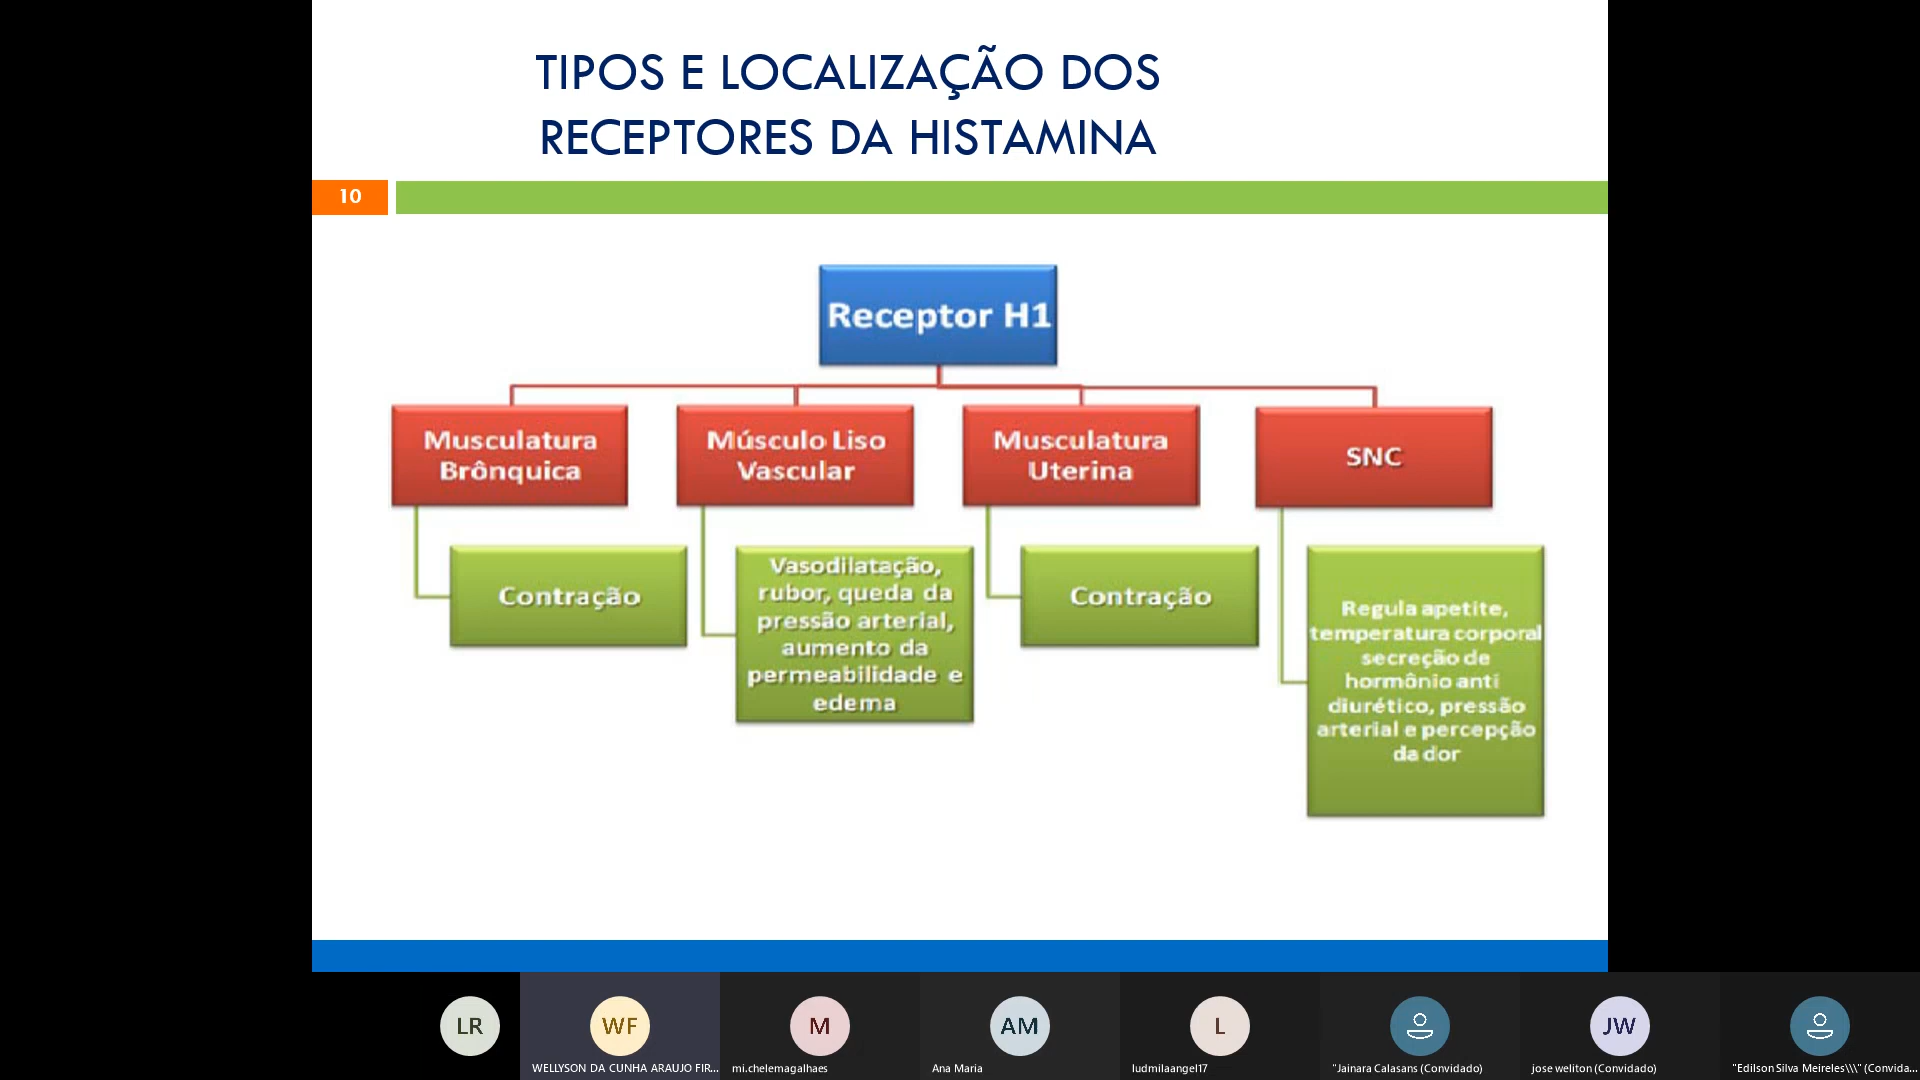 TIPOS E LOCALIZAÇÃO DOS
RECEPTORES DA HISTAMINA
10
Receptor H1
Musculatura
Brônquica
Músculo Liso
Vascular
Musculatura
Uterina
SNC
Contração
Vasodilatação,
rubor, queda da
pressão arterial,
aumento da
permeabilidade e
edema
Contração
Regula apetite,
temperatura corporal
secreção de
hormônio anti
diurético, pressão
arterial e percepção
da dor
LR
WF
M
AM
L
JW
WELLYSON DA CUNHA ARAUJO FIR...
mi.chelemagalhaes
Ana Maria
ludmilaangel17
"Jainara Calasans (Convidado)
jose weliton (Convidado)
"Edilson Silva Meireles\\\" (Convida...